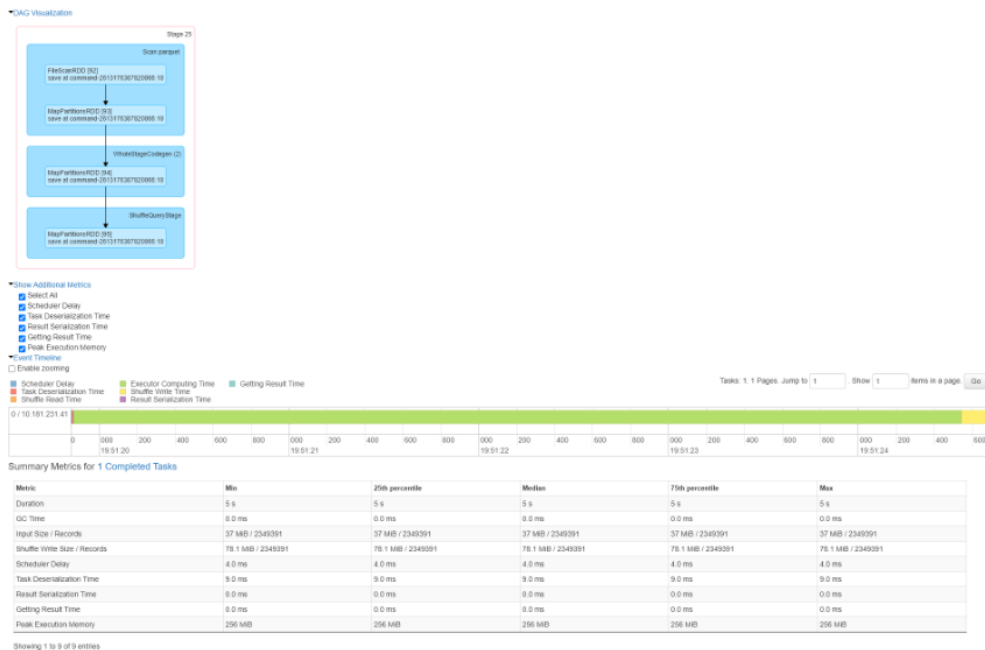 DAG Visualization
Stage 25
Scan parquet
FileScanRDD [92]
save at command-2613176387820066:10
MapPartitionsRDD [93]
save at command-2613176387820066:10
WholeStageCodegen (2)
MapPartitionsRDD [94]
save at command-2613176387820066:10
ShuffleQueryStage
MapPartitionsRDD [95]
save at command-2613176387820066:10
Show Additional Metrics
Select All
Scheduler Delay
Task Deserialization Time
Result Serialization Time
Getting Result Time
Peak Execution Memory
Event Timeline
Enable zooming
Scheduler Delay Executor Computing Time Getting Result Time
Task Deserialization Time Shuffle Write Time
Shuffle Read Time Result Serialization Time
Tasks: 1. 1 Pages. Jump to 1 . Show 1 items in a page. Go
0 / 10.181.231.41
0 000 200 400 600 800 000 200 400 600 800 000 200 400 600 800 000 200 400 600 800 000 200 400 600
19:51:20 19:51:21 19:51:22 19:51:23 19:51:24
Summary Metrics for 1 Completed Tasks
Metric Min 25th percentile Median 75th percentile Max
Duration 5 s 5 s 5 s 5 s 5 s
GC Time 0.0 ms 0.0 ms 0.0 ms 0.0 ms 0.0 ms
Input Size / Records 37 MiB / 2349391 37 MiB / 2349391 37 MiB / 2349391 37 MiB / 2349391 37 MiB / 2349391
Shuffle Write Size / Records 78.1 MiB / 2349391 78.1 MiB / 2349391 78.1 MiB / 2349391 78.1 MiB / 2349391 78.1 MiB / 2349391
Scheduler Delay 4.0 ms 4.0 ms 4.0 ms 4.0 ms 4.0 ms
Task Deserialization Time 9.0 ms 9.0 ms 9.0 ms 9.0 ms 9.0 ms
Result Serialization Time 0.0 ms 0.0 ms 0.0 ms 0.0 ms 0.0 ms
Getting Result Time 0.0 ms 0.0 ms 0.0 ms 0.0 ms 0.0 ms
Peak Execution Memory 256 MiB 256 MiB 256 MiB 256 MiB 256 MiB
Showing 1 to 9 of 9 entries